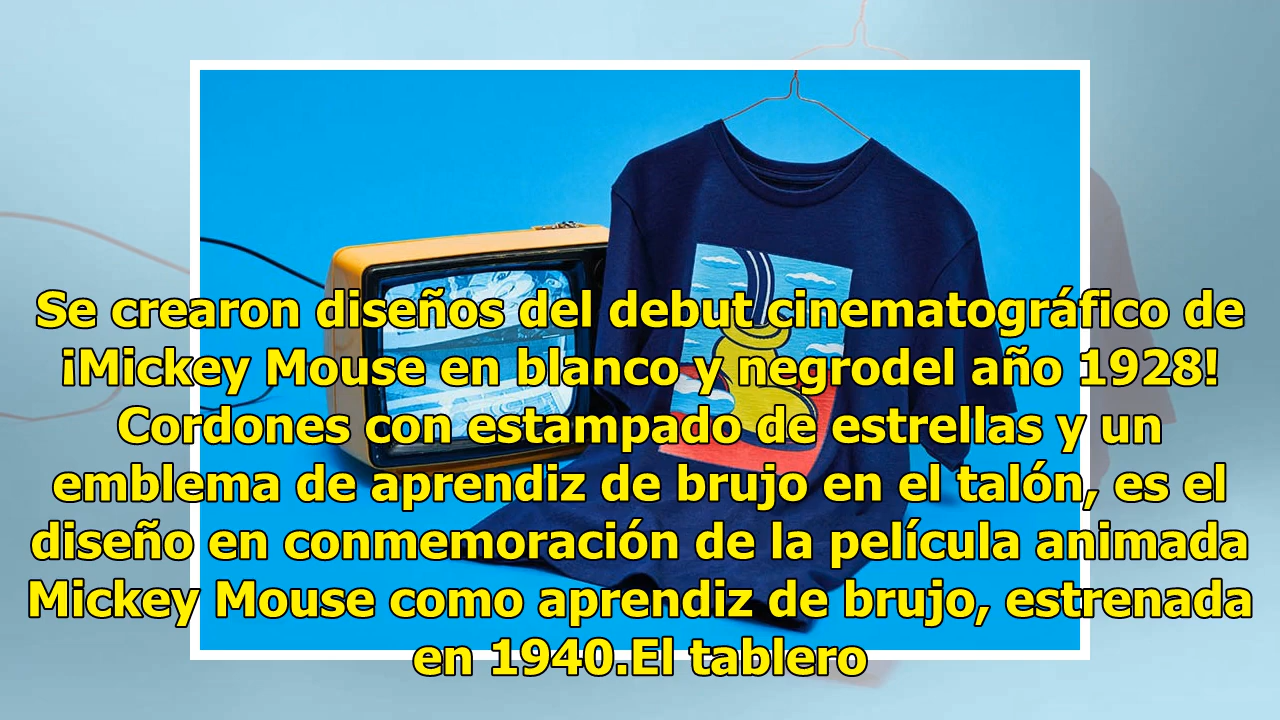 Se crearon diseños del debut cinematográfico de
¡Mickey Mouse en blanco y negrodel año 1928!
Cordones con estampado de estrellas y un
emblema de aprendiz de brujo en el talón, es el
diseño en conmemoración de la película animada
Mickey Mouse como aprendiz de brujo, estrenada
en 1940.El tablero